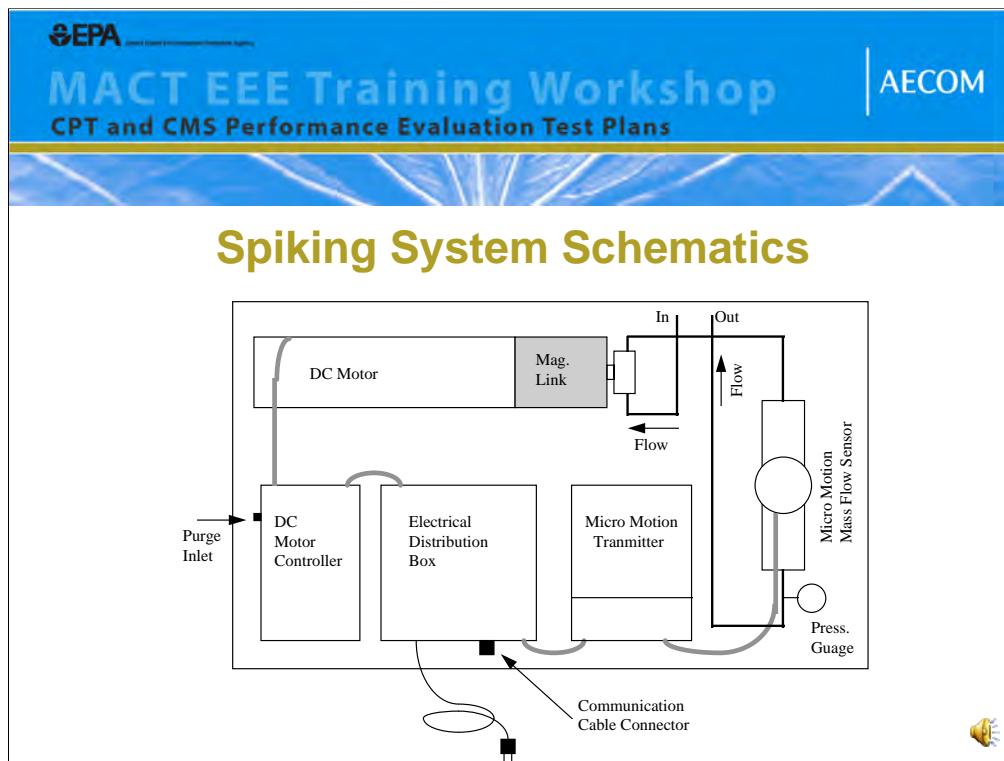 EPA
MACT EEE Training Workshop
CPT and CMS Performance Evaluation Test Plans
AECOM
Spiking System Schematics
In
Out
DC Motor
Mag.
Link
Flow
Flow
Micro Motion
Mass Flow Sensor
Purge
Inlet
DC
Motor
Controller
Electrical
Distribution
Box
Micro Motion
Tranmitter
Press.
Guage
Communication
Cable Connector